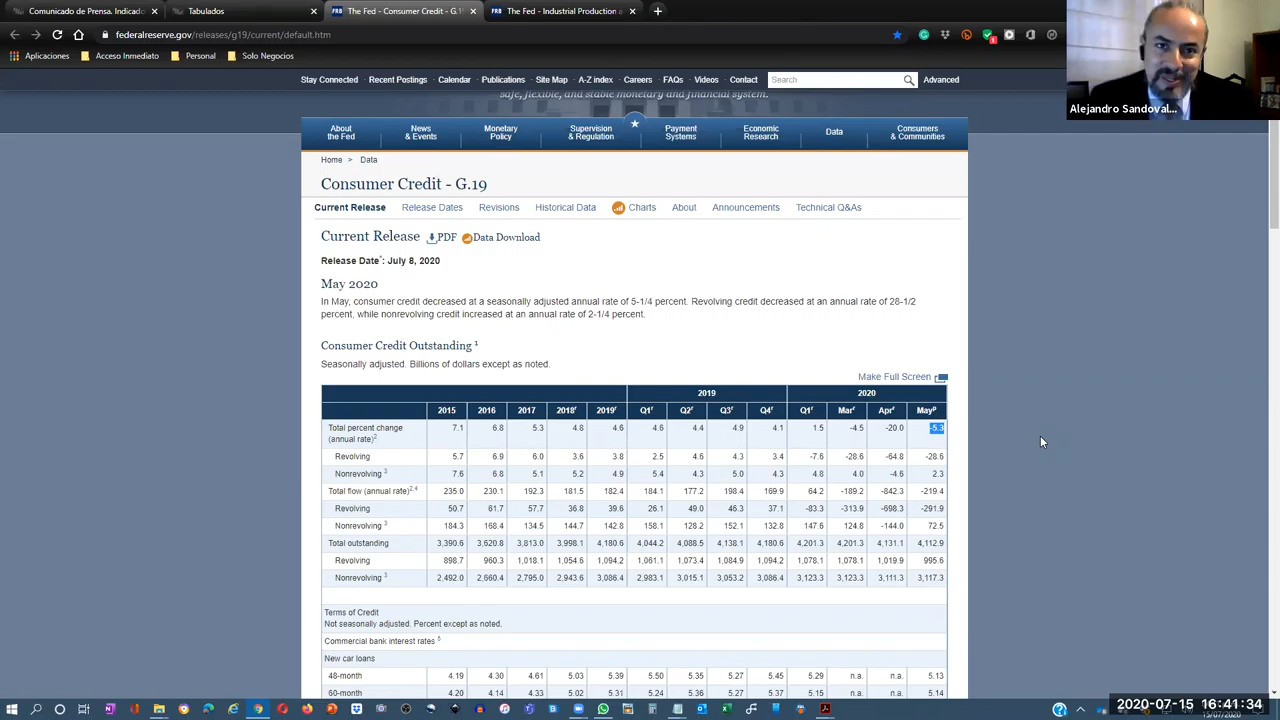 Comunicado de Prensa. Indicado
Tabulados
The Fed - Consumer Credit - G.1
The Fed - Industrial Production a
federalreserve.gov/releases/g19/current/default.htm
Aplicaciones Acceso Inmediato Personal Solo Negocios
Alejandro Sandoval...
Stay Connected Recent Postings Calendar Publications Site Map A-Z index Careers FAQs Videos Contact Search Advanced
safe, flexible, and stable monetary and financial system.
About the Fed
News & Events
Monetary Policy
Supervision & Regulation
Payment Systems
Economic Research
Data
Consumers & Communities
Home > Data
Consumer Credit - G.19
Current Release Release Dates Revisions Historical Data Charts About Announcements Technical Q&As
Current Release PDF Data Download
Release Date*: July 8, 2020
May 2020
In May, consumer credit decreased at a seasonally adjusted annual rate of 5-1/4 percent. Revolving credit decreased at an annual rate of 28-1/2
percent, while nonrevolving credit increased at an annual rate of 2-1/4 percent.
Consumer Credit Outstanding 1
Seasonally adjusted. Billions of dollars except as noted.
Make Full Screen
2019 2020
2015 2016 2017 2018r 2019r Q1r Q2r Q3r Q4r Q1r Marr Aprr Mayp
Total percent change (annual rate)2 7.1 6.8 5.3 4.8 4.6 4.6 4.4 4.9 4.1 1.5 -4.5 -20.0 -5.3
Revolving 5.7 6.9 6.0 3.6 3.8 2.5 4.6 4.3 3.4 -7.6 -28.6 -64.8 -28.6
Nonrevolving 3 7.6 6.8 5.1 5.2 4.9 5.4 4.3 5.0 4.3 4.8 4.0 -4.6 2.3
Total flow (annual rate)2,4 235.0 230.1 192.3 181.5 182.4 184.1 177.2 198.4 169.9 64.2 -189.2 -842.3 -219.4
Revolving 50.7 61.7 57.7 36.8 39.6 26.1 49.0 46.3 37.1 -83.3 -313.9 -698.3 -291.9
Nonrevolving 3 184.3 168.4 134.5 144.7 142.8 158.1 128.2 152.1 132.8 147.6 124.8 -144.0 72.5
Total outstanding 3,390.6 3,620.8 3,813.0 3,998.1 4,180.6 4,044.2 4,088.5 4,138.1 4,180.6 4,201.3 4,201.3 4,131.1 4,112.9
Revolving 898.7 960.3 1,018.1 1,054.6 1,094.2 1,061.1 1,073.4 1,084.9 1,094.2 1,078.1 1,078.1 1,019.9 995.6
Nonrevolving 3 2,492.0 2,660.4 2,795.0 2,943.6 3,086.4 2,983.1 3,015.1 3,053.2 3,086.4 3,123.3 3,123.3 3,111.3 3,117.3
Terms of Credit
Not seasonally adjusted. Percent except as noted.
Commercial bank interest rates 5
New car loans
48-month 4.19 4.30 4.61 5.03 5.39 5.50 5.35 5.27 5.45 5.29 n.a. n.a. 5.13
60-month 4.20 4.14 4.33 5.02 5.31 5.24 5.36 5.27 5.37 5.15 n.a. n.a. 5.14
2020-07-15 16:41:34
15/07/2020